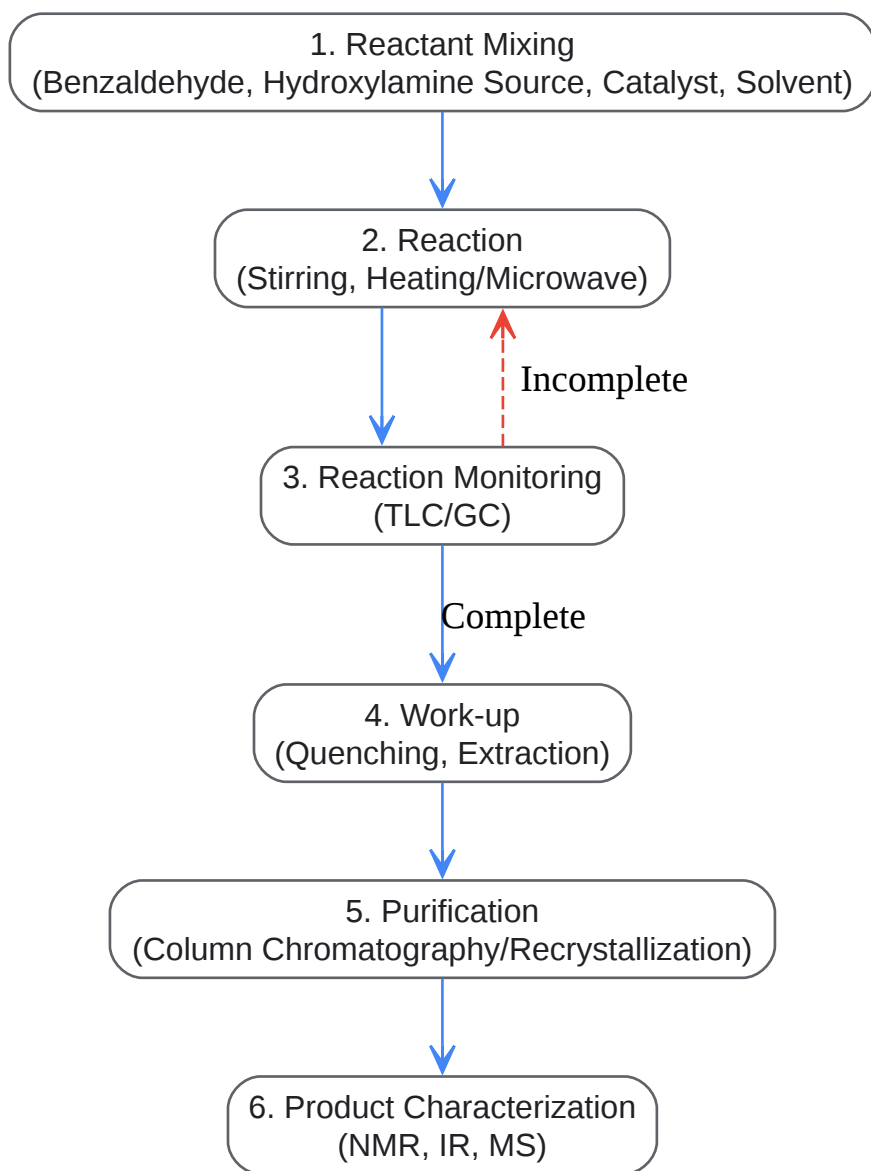 1. Reactant Mixing
(Benzaldehyde, Hydroxylamine Source, Catalyst, Solvent)
2. Reaction
(Stirring, Heating/Microwave)
Incomplete
3. Reaction Monitoring
(TLC/GC)
Complete
4. Work-up
(Quenching, Extraction)
5. Purification
(Column Chromatography/Recrystallization)
6. Product Characterization
(NMR, IR, MS)